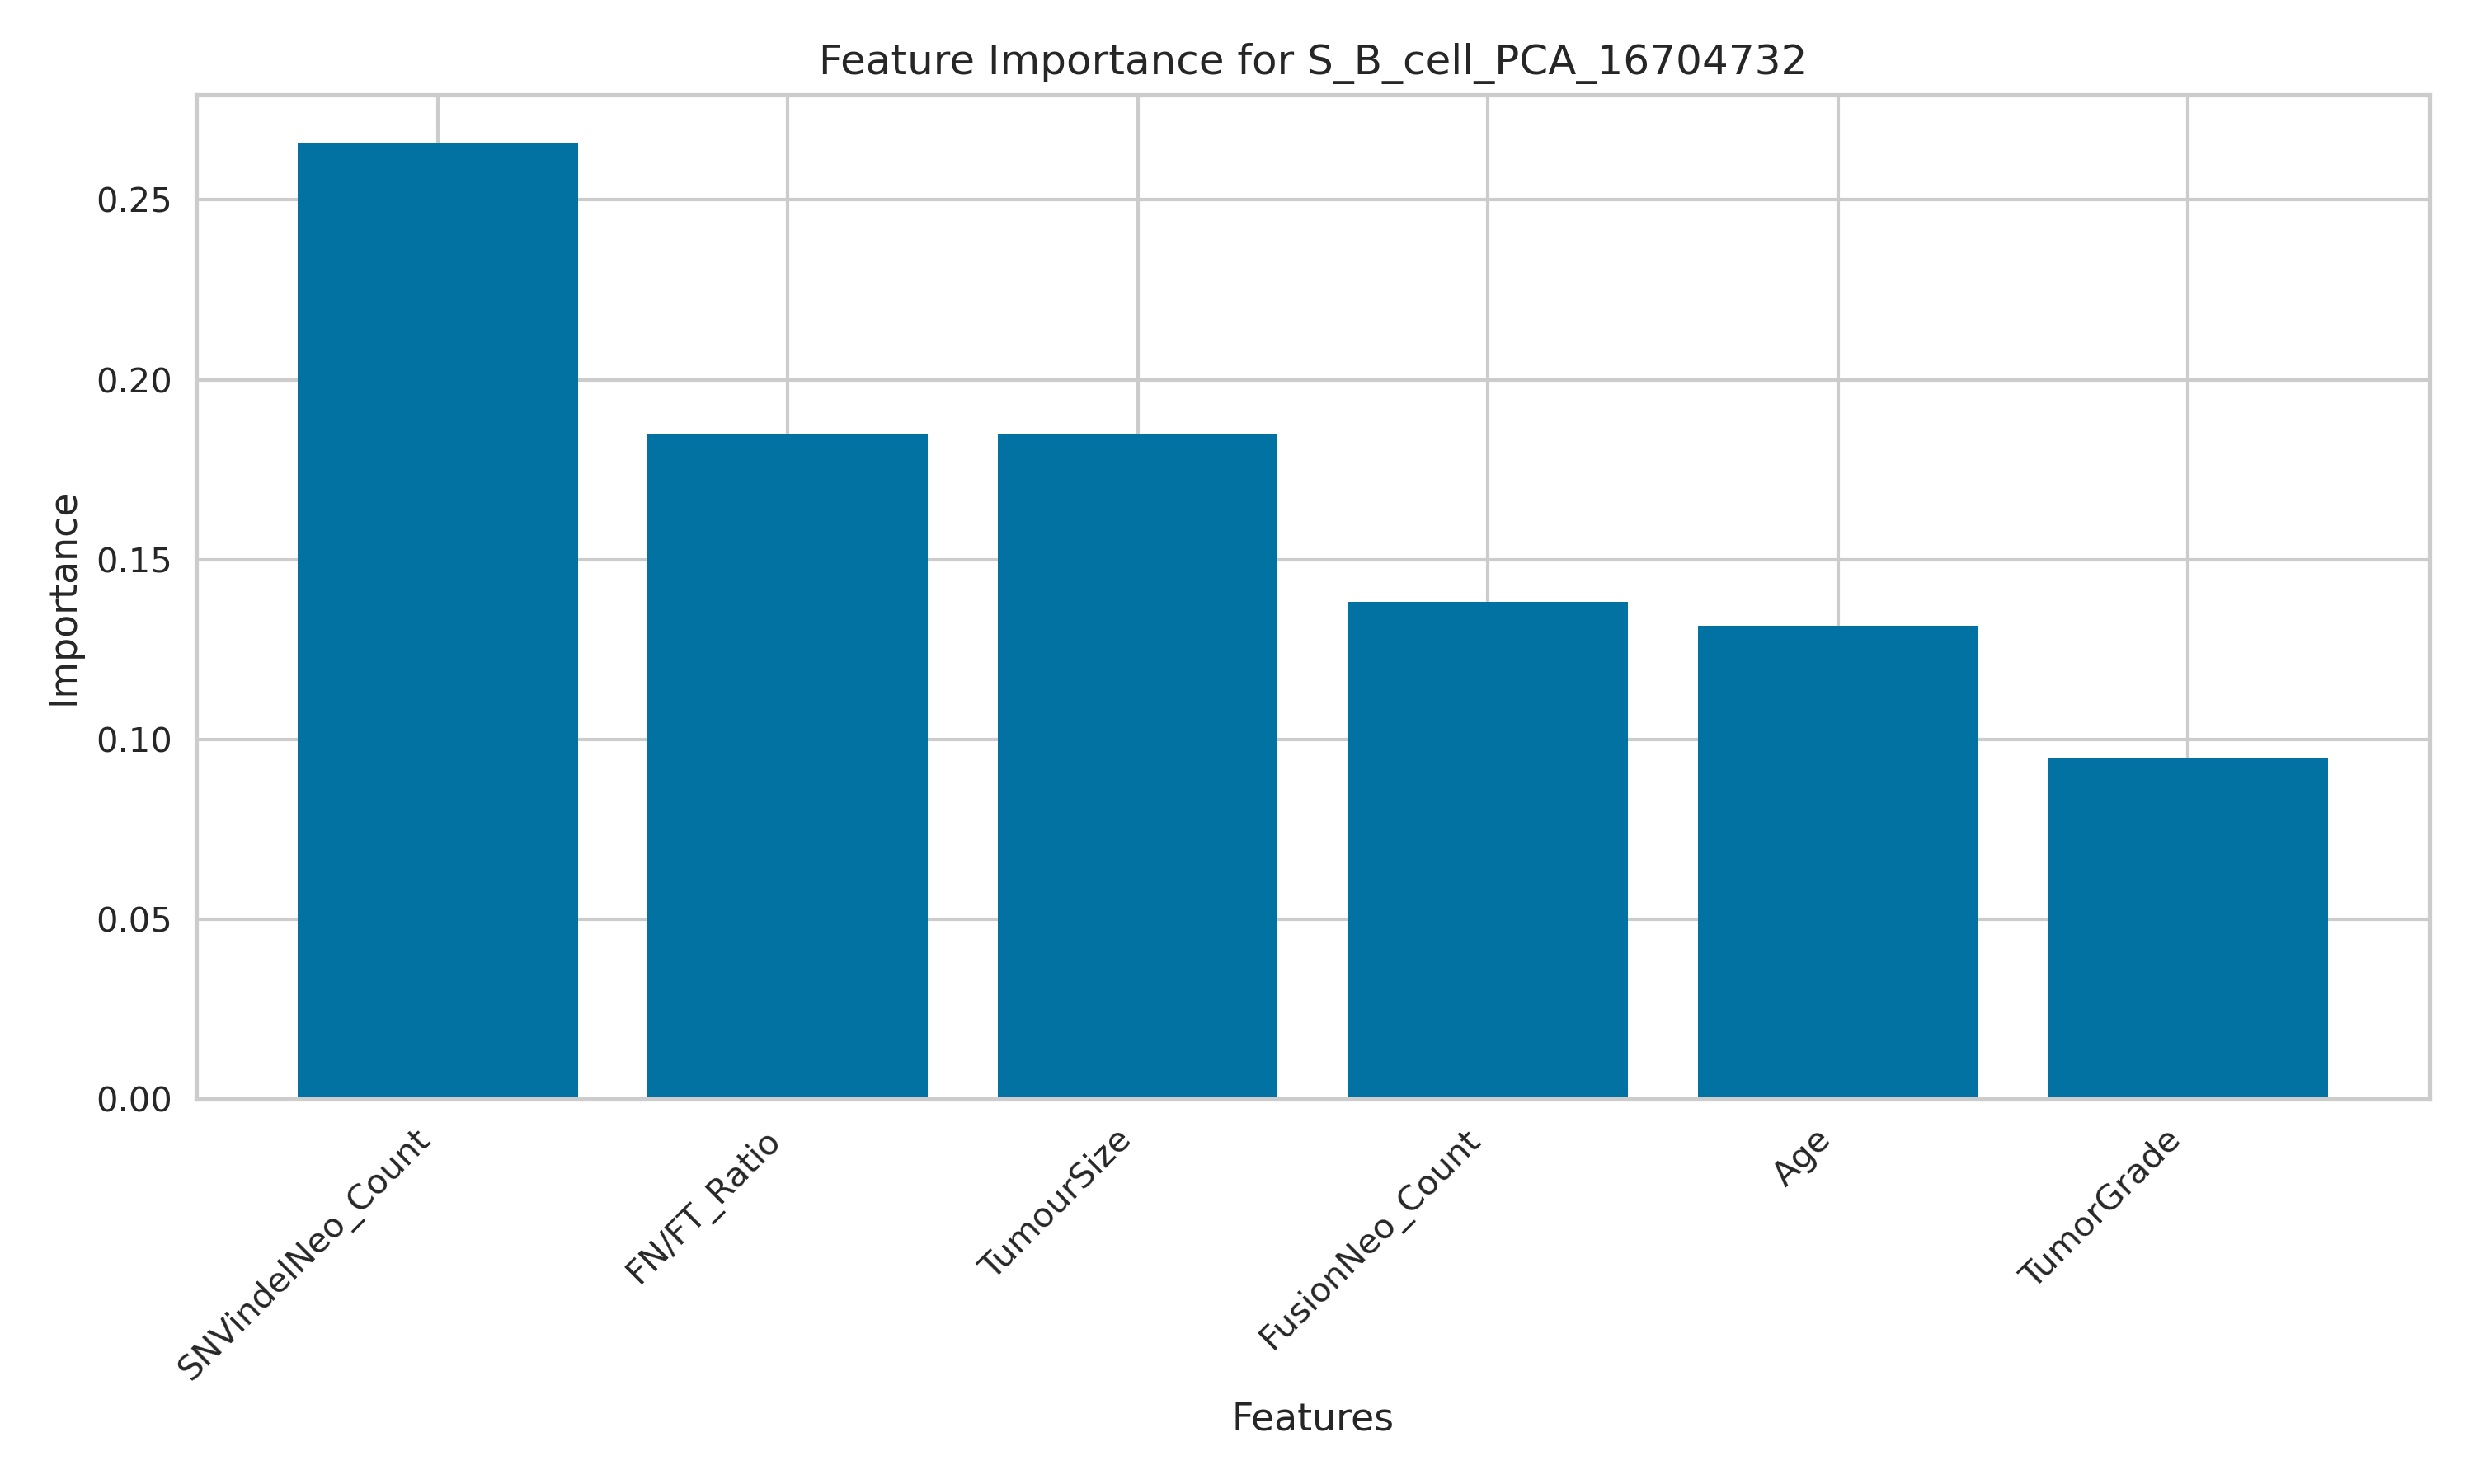 Feature Importance for S_B_cell_PCA_16704732
Importance
0.25
0.20
0.15
0.10
0.05
0.00
SNVindelNeo_Count
FN/FT_Ratio
TumourSize
FusionNeo_Count
Age
TumorGrade
Features